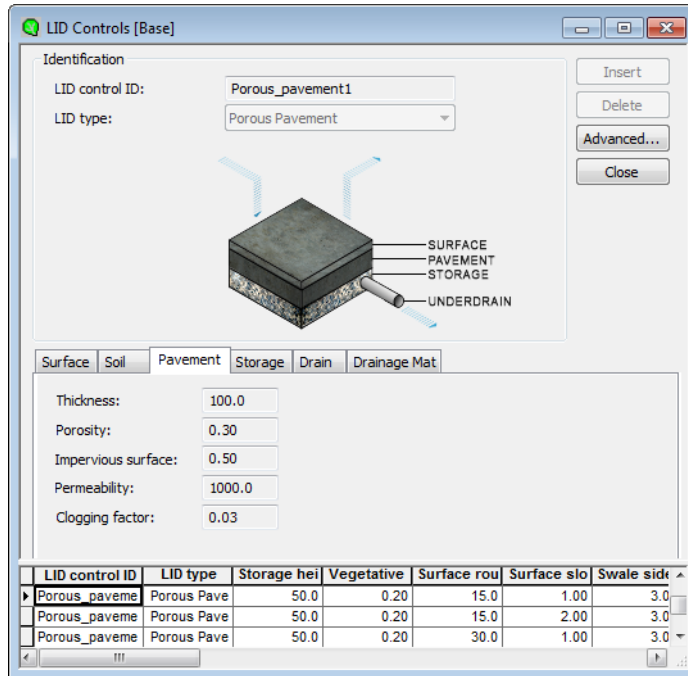 LID Controls [Base]
Identification
LID control ID: Porous_pavement1
LID type: Porous Pavement
Insert
Delete
Advanced...
Close
SURFACE
PAVEMENT
STORAGE
UNDERDRAIN
Surface Soil Pavement Storage Drain Drainage Mat
Thickness: 100.0
Porosity: 0.30
Impervious surface: 0.50
Permeability: 1000.0
Clogging factor: 0.03
LID control ID LID type Storage hei Vegetative Surface rou Surface slo Swale side
Porous_paveme Porous Pave 50.0 0.20 15.0 1.00 3.0
Porous_paveme Porous Pave 50.0 0.20 15.0 2.00 3.0
Porous_paveme Porous Pave 50.0 0.20 30.0 1.00 3.0